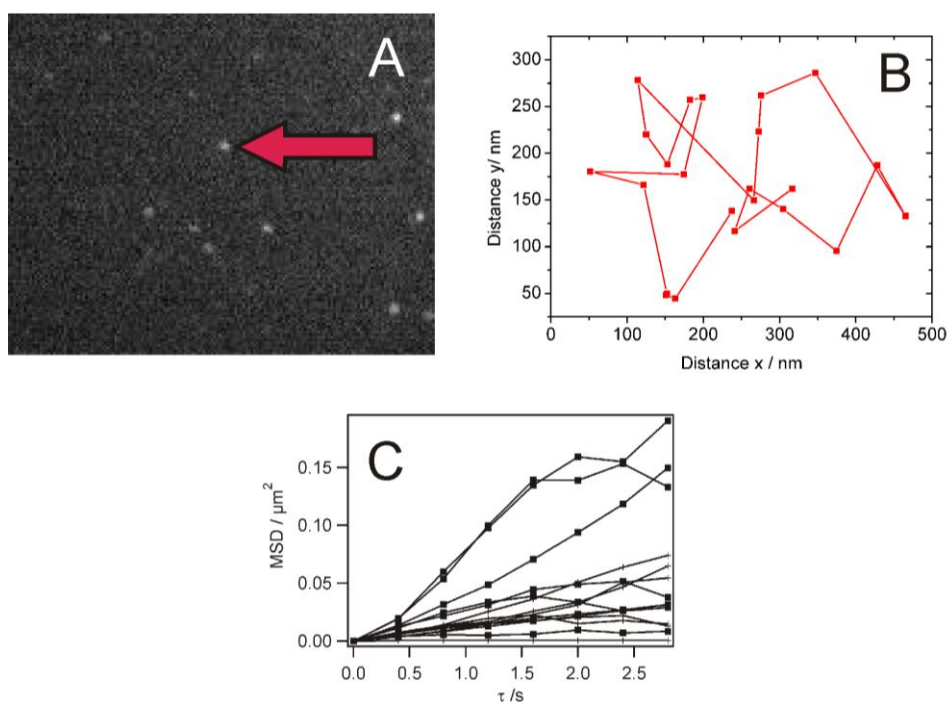 A
B
300
250
200
150
100
50
Distance y/ nm
0 100 200 300 400 500
Distance x / nm
C
0.15
0.10
0.05
0.00
MSD / μm²
0.0 0.5 1.0 1.5 2.0 2.5
τ /s